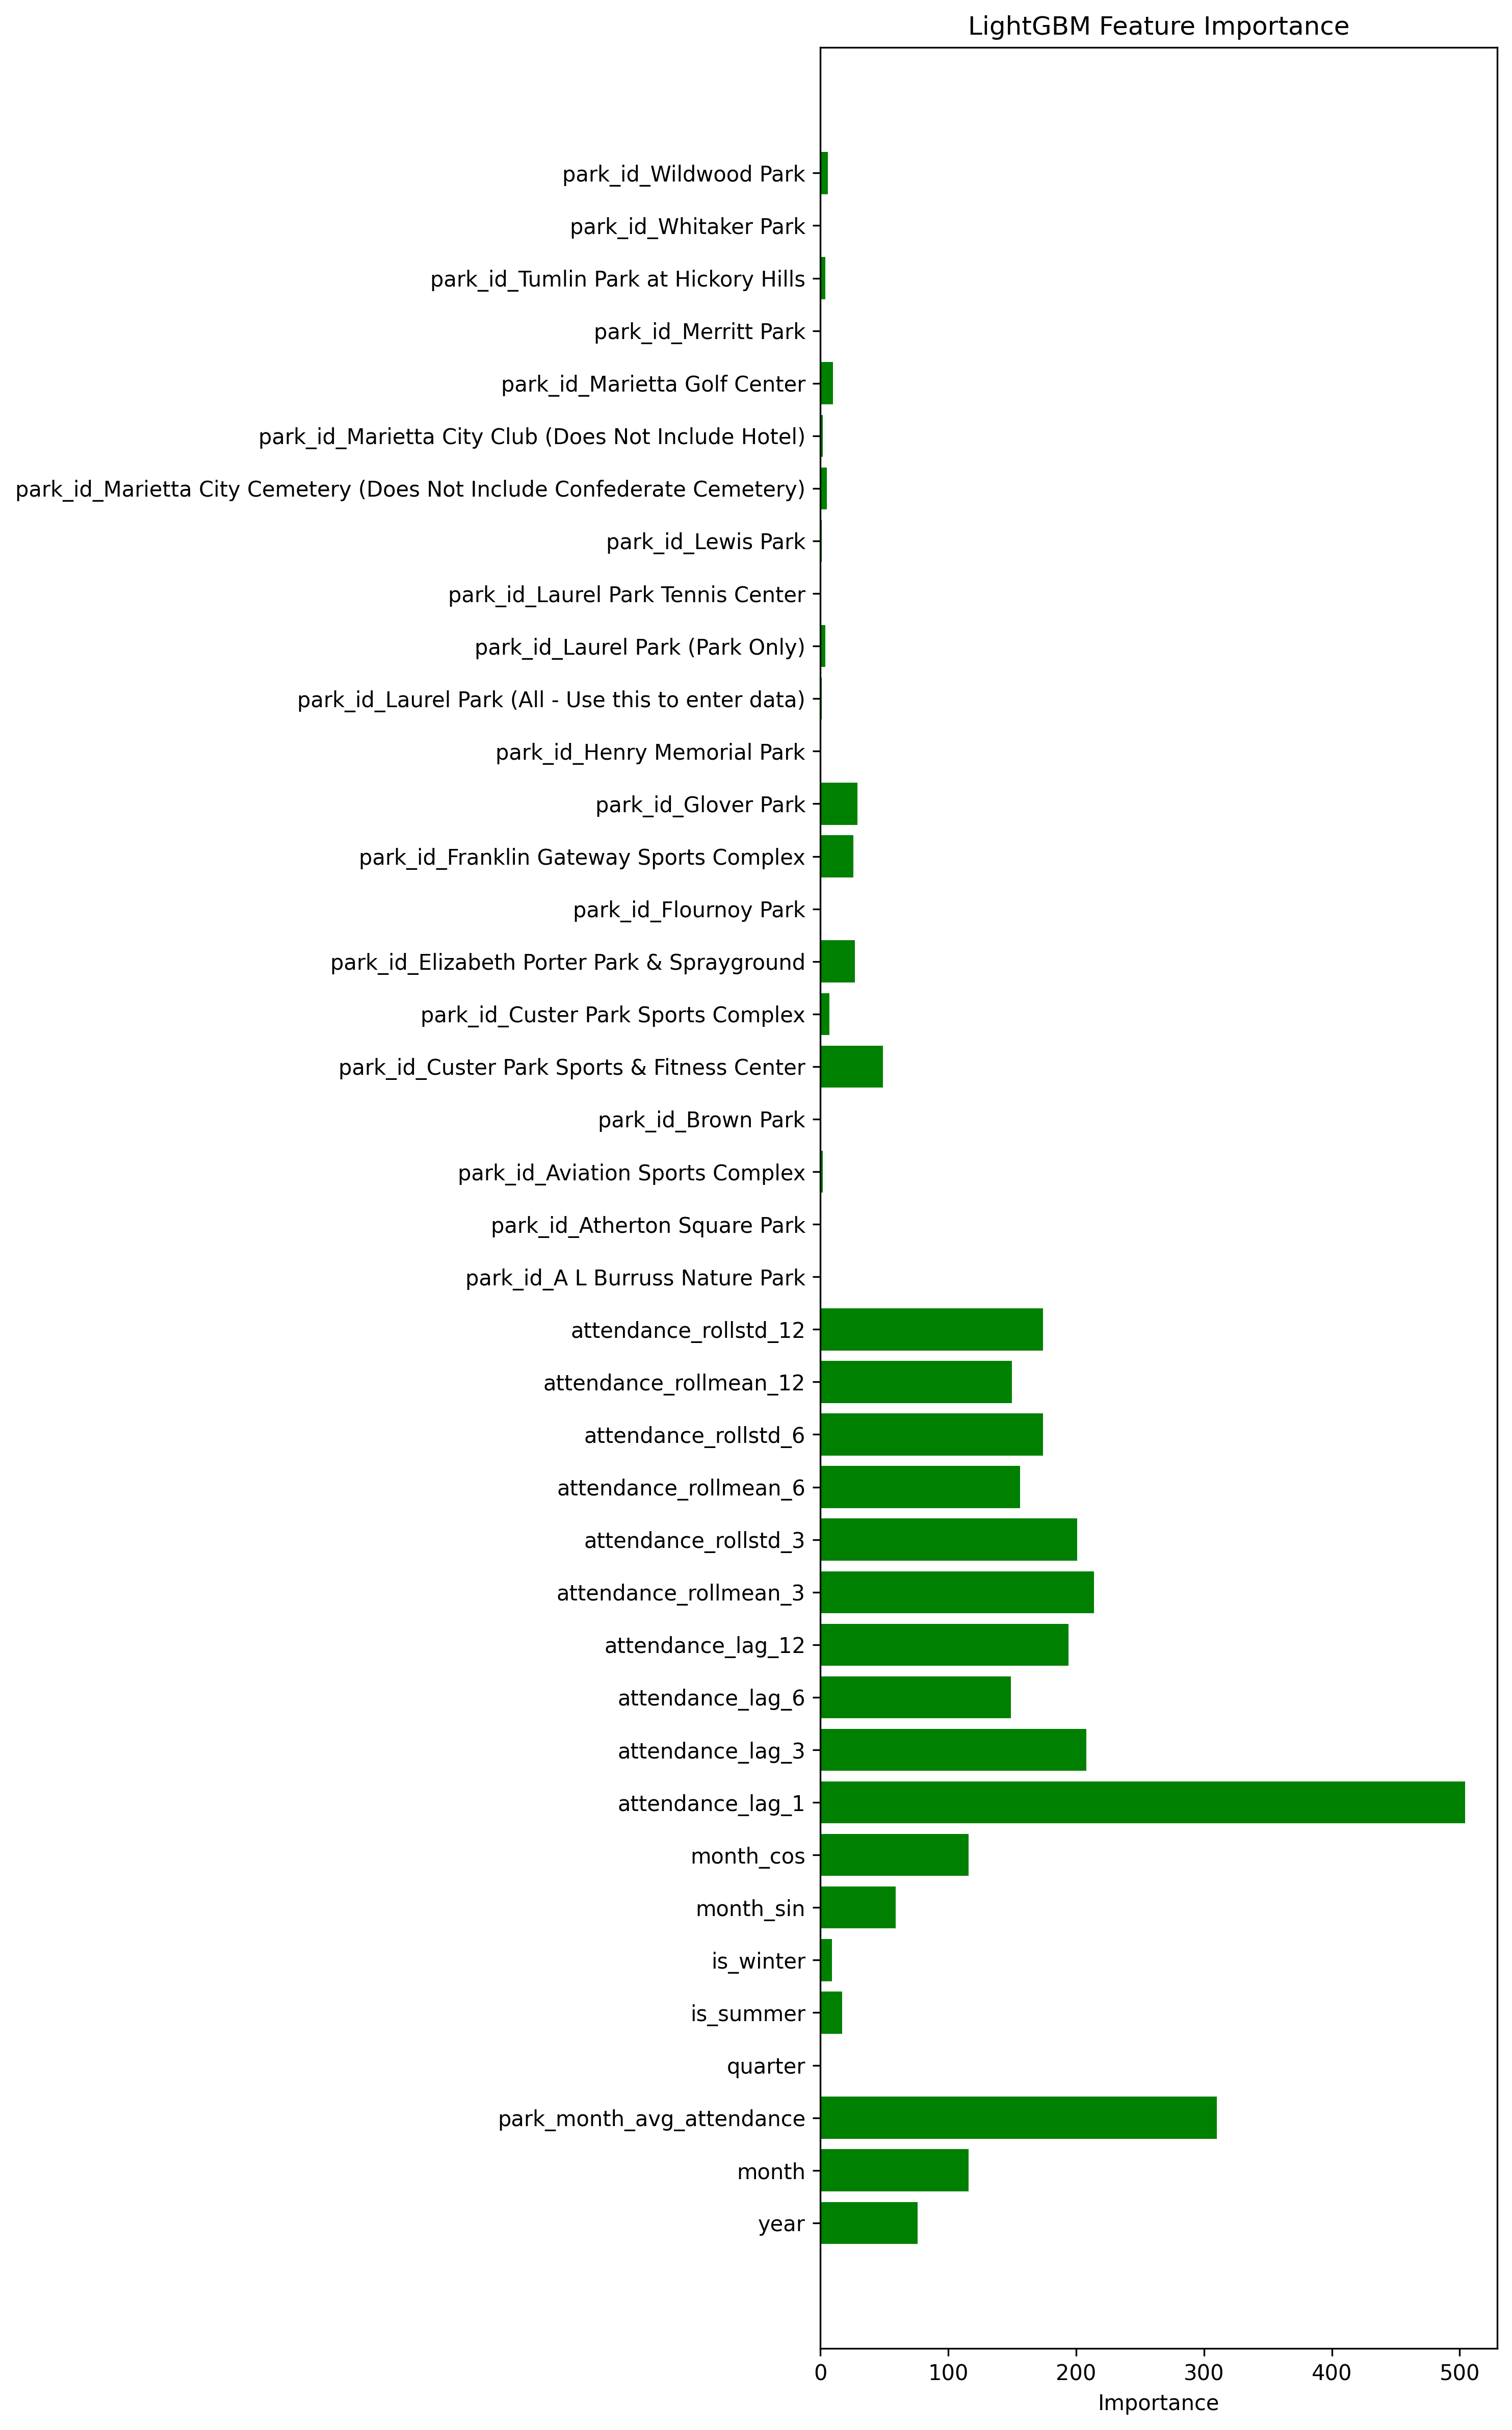 LightGBM Feature Importance
park_id_Wildwood Park
park_id_Whitaker Park
park_id_Tumlin Park at Hickory Hills
park_id_Merritt Park
park_id_Marietta Golf Center
park_id_Marietta City Club (Does Not Include Hotel)
park_id_Marietta City Cemetery (Does Not Include Confederate Cemetery)
park_id_Lewis Park
park_id_Laurel Park Tennis Center
park_id_Laurel Park (Park Only)
park_id_Laurel Park (All - Use this to enter data)
park_id_Henry Memorial Park
park_id_Glover Park
park_id_Franklin Gateway Sports Complex
park_id_Flournoy Park
park_id_Elizabeth Porter Park & Sprayground
park_id_Custer Park Sports Complex
park_id_Custer Park Sports & Fitness Center
park_id_Brown Park
park_id_Aviation Sports Complex
park_id_Atherton Square Park
park_id_A L Burruss Nature Park
attendance_rollstd_12
attendance_rollmean_12
attendance_rollstd_6
attendance_rollmean_6
attendance_rollstd_3
attendance_rollmean_3
attendance_lag_12
attendance_lag_6
attendance_lag_3
attendance_lag_1
month_cos
month_sin
is_winter
is_summer
quarter
park_month_avg_attendance
month
year
0 100 200 300 400 500
Importance